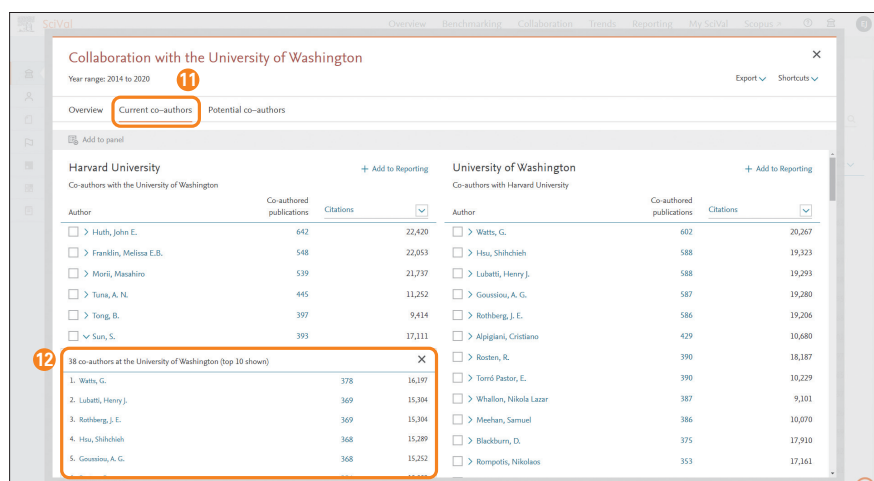 SciVal Overview Benchmarking Collaboration Trends Reporting My SciVal Scopus
Collaboration with the University of Washington
Year range: 2014 to 2020
11
Export Shortcuts
Overview Current co–authors Potential co–authors
Add to panel
Harvard University + Add to Reporting
Co-authors with the University of Washington
Author Co-authored publications Citations
> Huth, John E. 642 22,420
> Franklin, Melissa E.B. 548 22,053
> Morii, Masahiro 539 21,737
> Tuna, A. N. 445 11,252
> Tong, B. 397 9,414
Sun, S. 393 17,111
12
38 co-authors at the University of Washington (top 10 shown)
1. Watts, G. 378 16,197
2. Lubatti, Henry J. 369 15,304
3. Rothberg, J. E. 369 15,304
4. Hsu, Shihchieh 368 15,289
5. Goussiou, A. G. 368 15,252
University of Washington + Add to Reporting
Co-authors with Harvard University
Author Co-authored publications Citations
> Watts, G. 602 20,267
> Hsu, Shihchieh 588 19,323
> Lubatti, Henry J. 588 19,293
> Goussiou, A. G. 587 19,280
> Rothberg, J. E. 586 19,206
> Alpigiani, Cristiano 429 10,680
> Rosten, R. 390 18,187
> Torró Pastor, E. 390 10,229
> Whallon, Nikola Lazar 387 9,101
> Meehan, Samuel 386 10,070
> Blackburn, D. 375 17,910
> Rompotis, Nikolaos 353 17,161